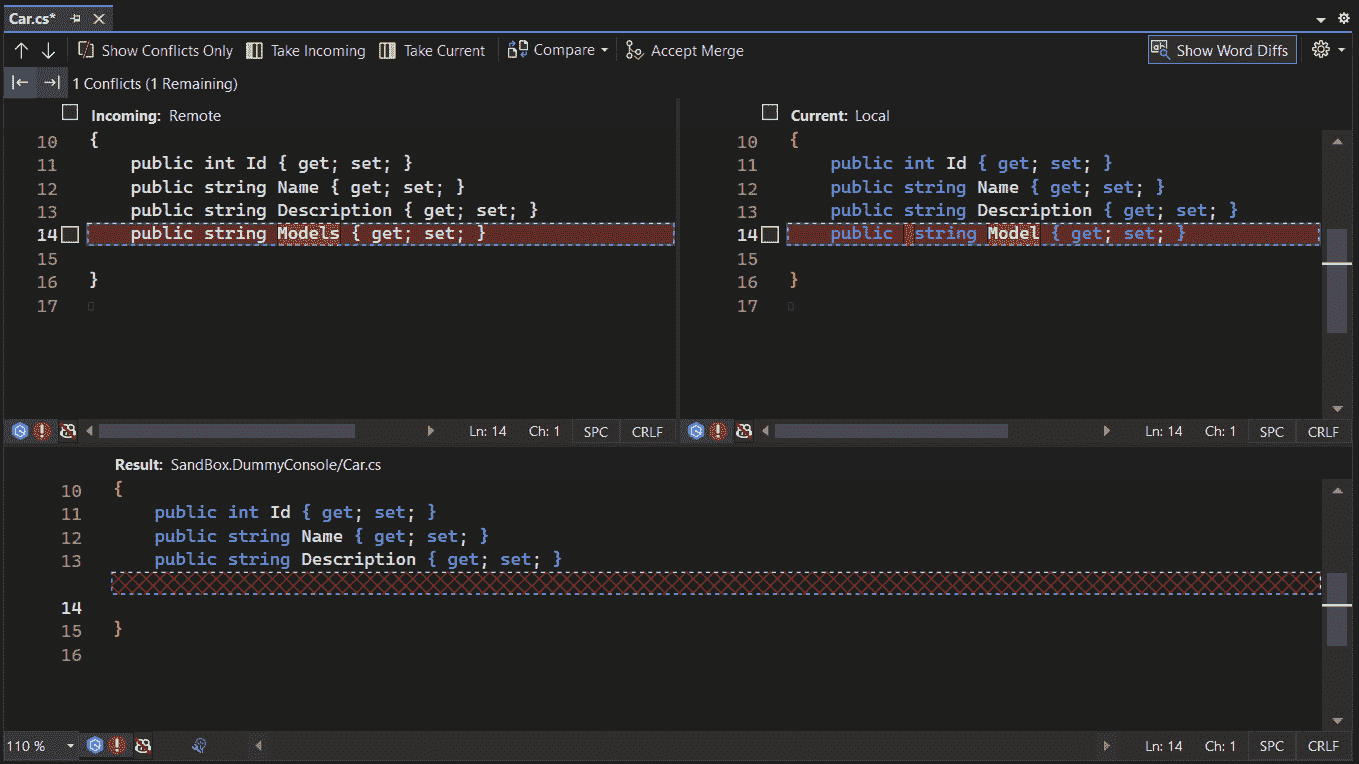 Car.cs*
Show Conflicts Only Take Incoming Take Current Compare Accept Merge Show Word Diffs
1 Conflicts (1 Remaining)
Incoming: Remote
10 {
11 public int Id { get; set; }
12 public string Name { get; set; }
13 public string Description { get; set; }
14 public string Models { get; set; }
15
16 }
17
Ln: 14 Ch: 1 SPC CRLF
Current: Local
10 {
11 public int Id { get; set; }
12 public string Name { get; set; }
13 public string Description { get; set; }
14 public  string Model { get; set; }
15
16 }
17
Ln: 14 Ch: 1 SPC CRLF
Result: SandBox.DummyConsole/Car.cs
10 {
11 public int Id { get; set; }
12 public string Name { get; set; }
13 public string Description { get; set; }
14
15 }
16
110 % Ln: 14 Ch: 1 SPC CRLF